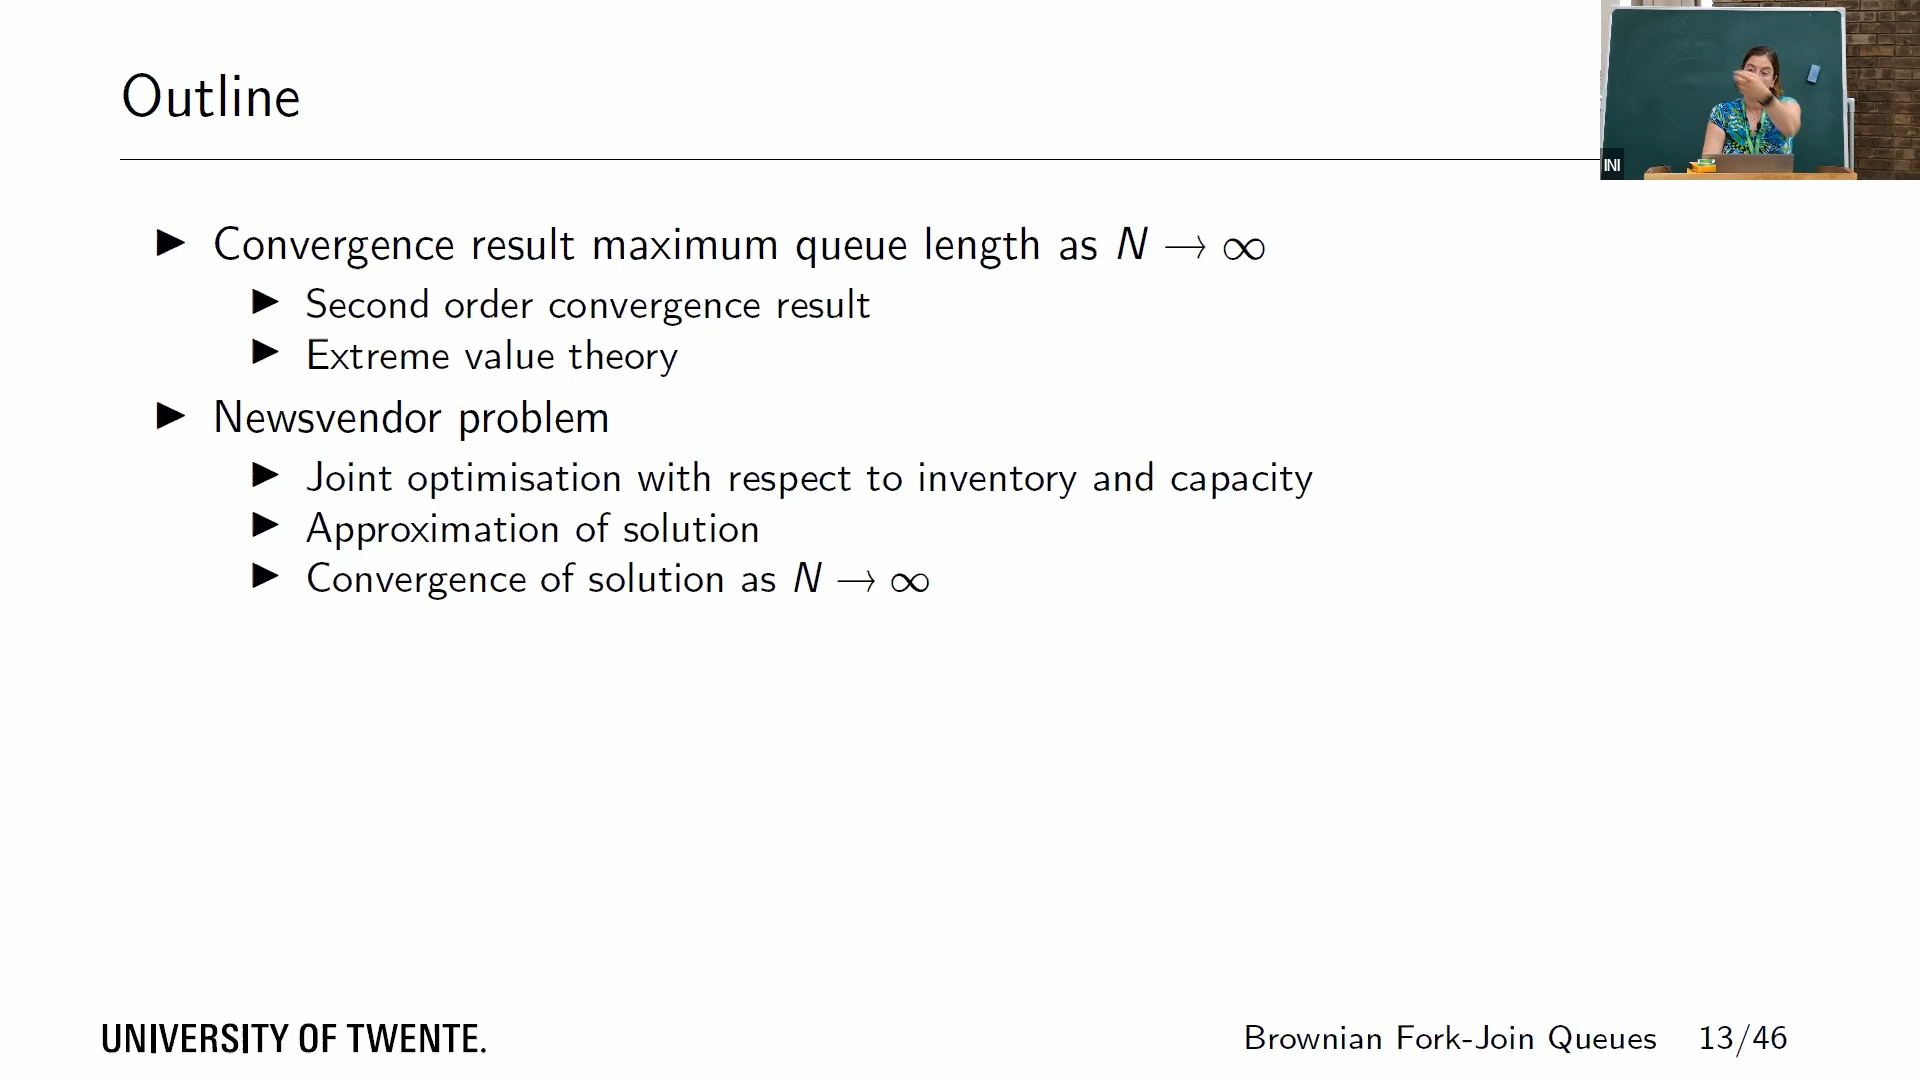 Outline
INI
▶ Convergence result maximum queue length as N → ∞
▶ Second order convergence result
▶ Extreme value theory
▶ Newsvendor problem
▶ Joint optimisation with respect to inventory and capacity
▶ Approximation of solution
▶ Convergence of solution as N → ∞
UNIVERSITY OF TWENTE.
Brownian Fork-Join Queues 13/46